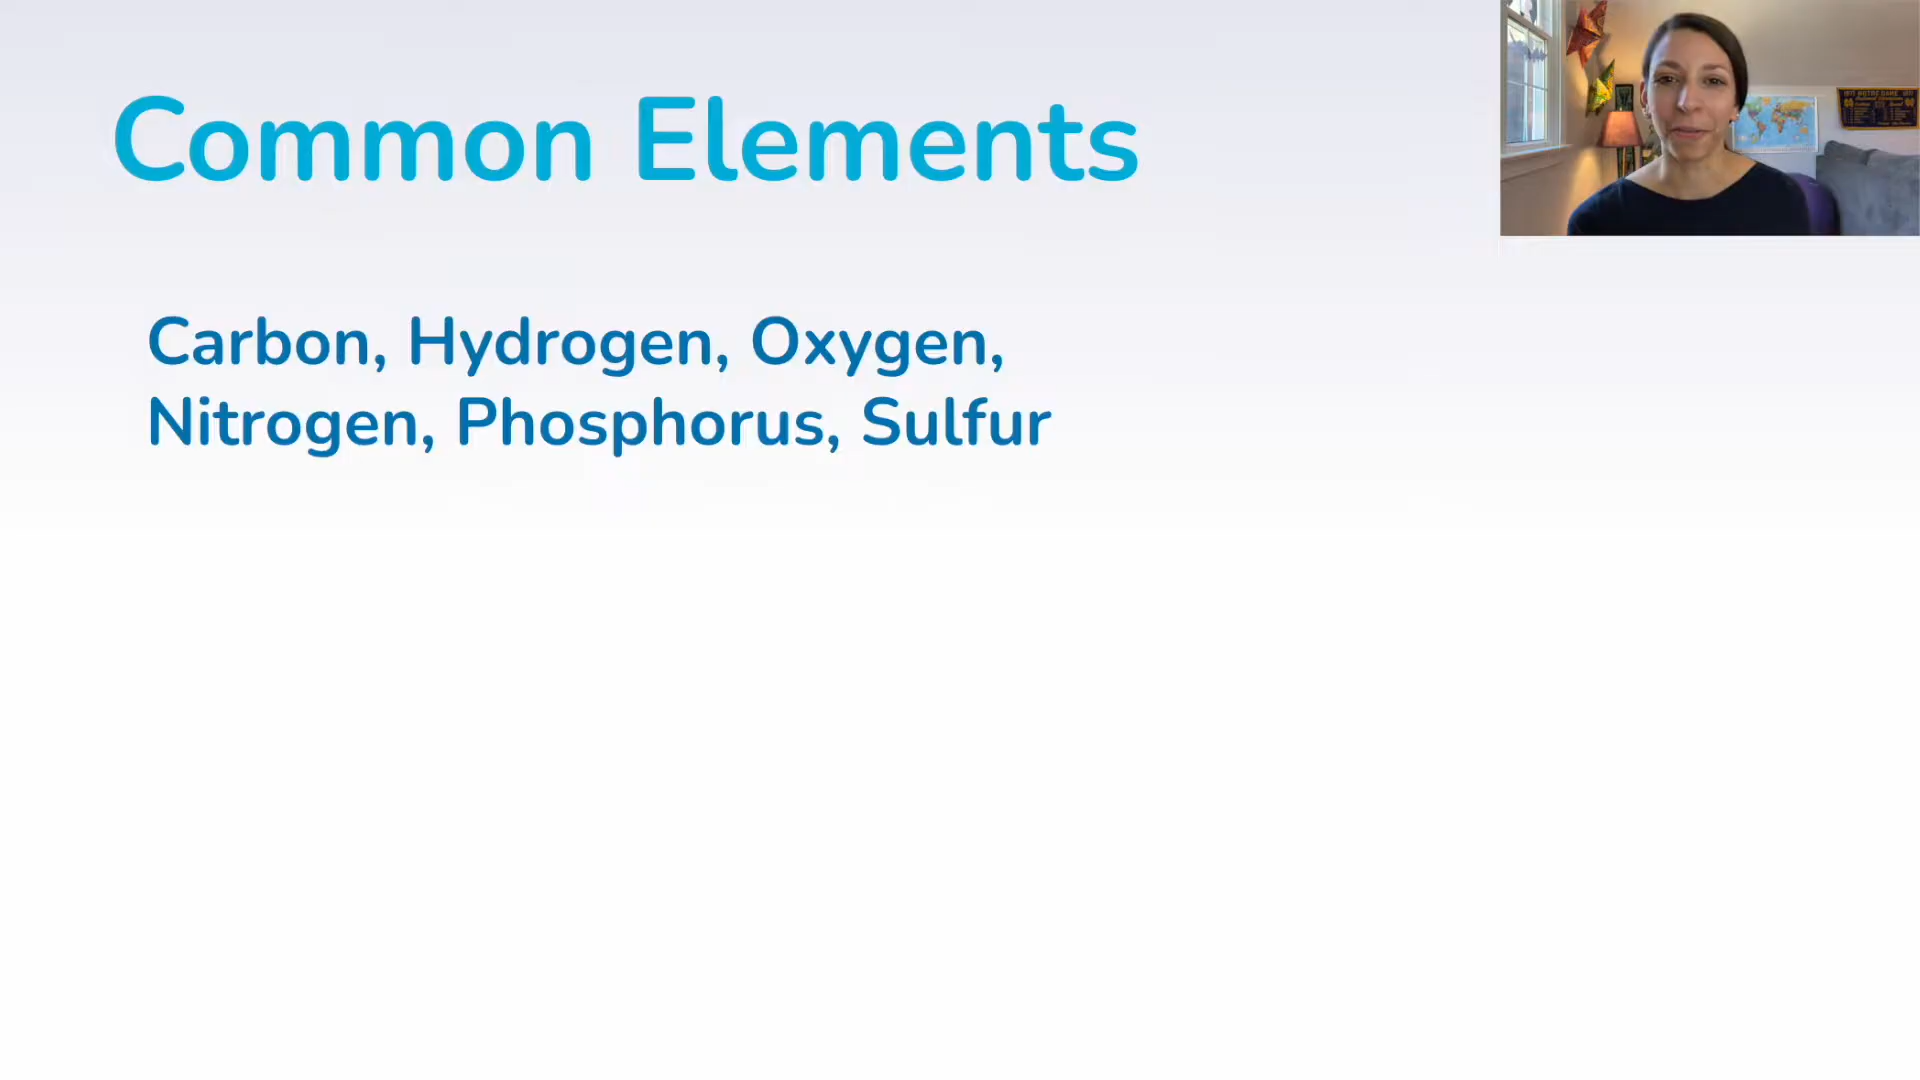 Common Elements
Carbon, Hydrogen, Oxygen,
Nitrogen, Phosphorus, Sulfur